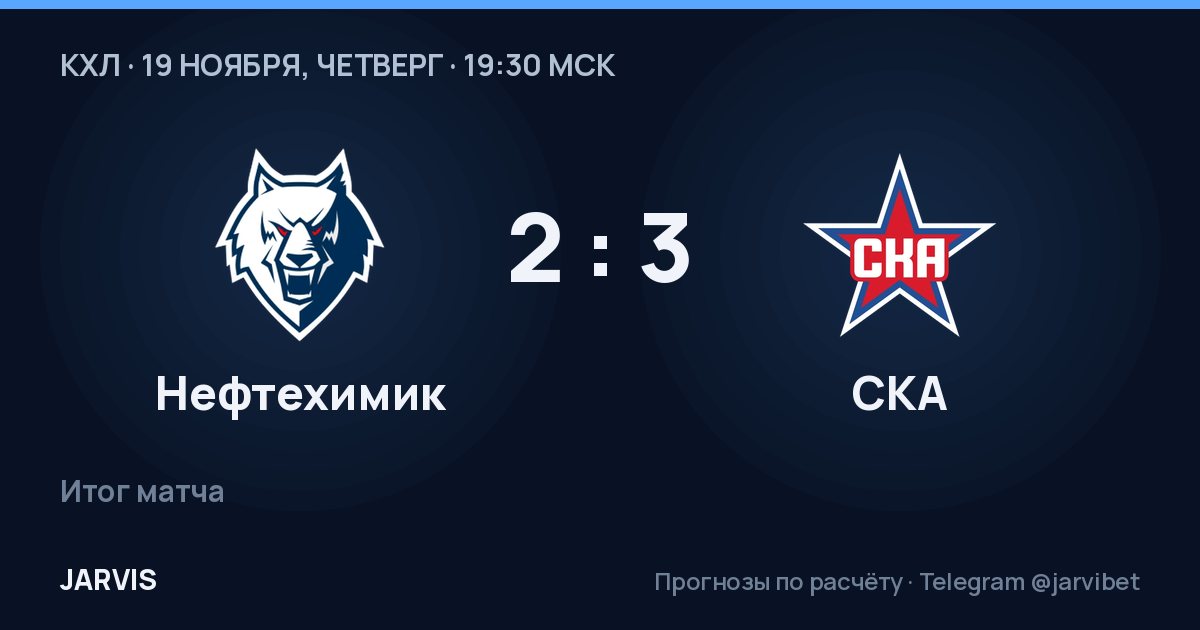 КХЛ · 19 НОЯБРЯ, ЧЕТВЕРГ · 19:30 МСК
2 : 3
СКА
Нефтехимик
СКА
Итог матча
JARVIS
Прогнозы по расчёту · Telegram @jarvibet